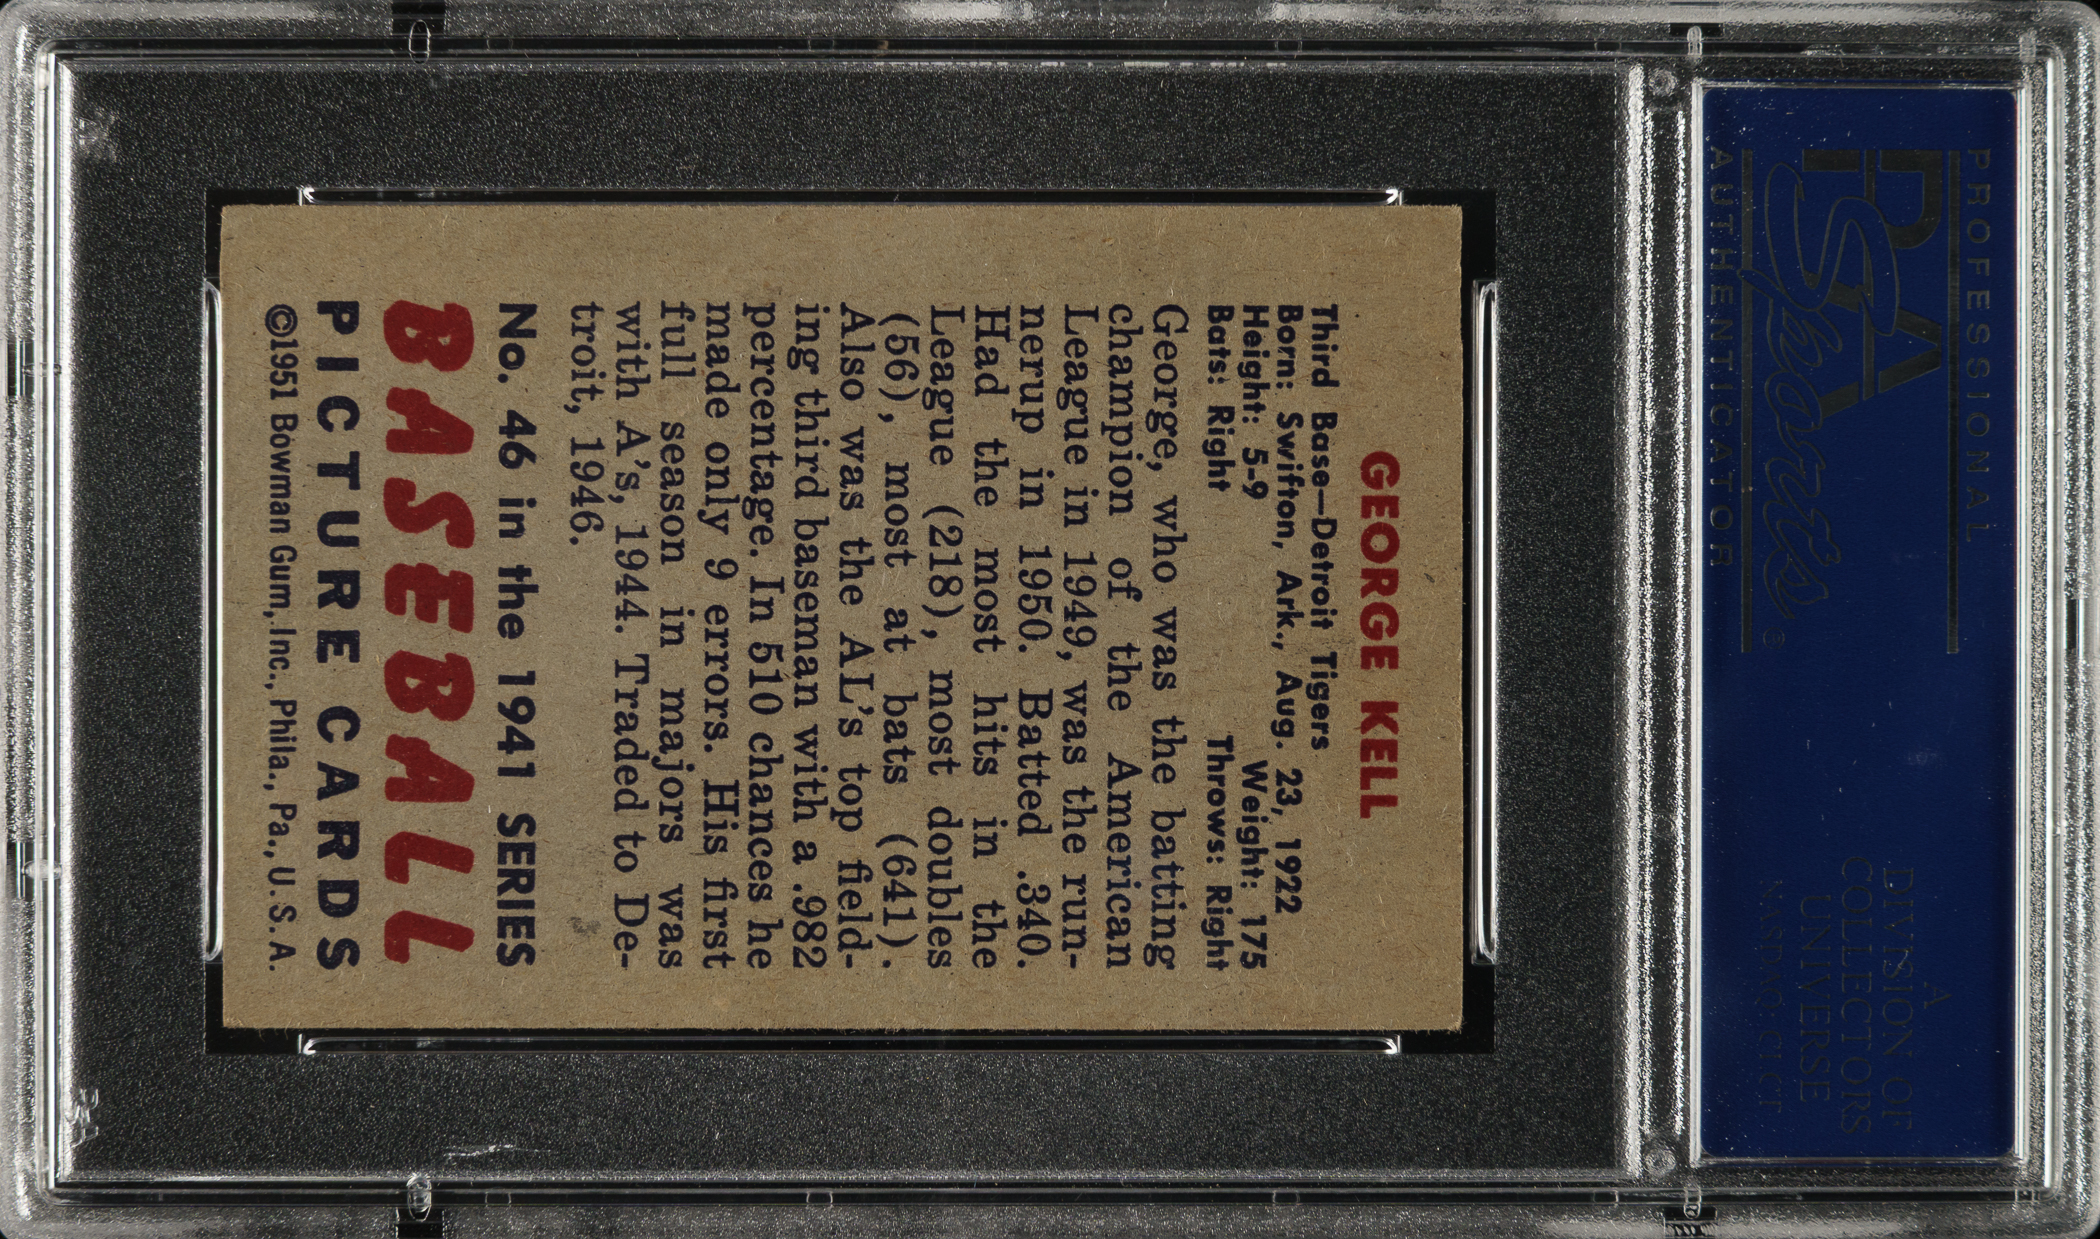 GEORGE KELL
Third Base—Detroit Tigers
Born: Swifton, Ark., Aug. 23, 1922
Height: 5-9 Weight: 175
Bats: Right Throws: Right
George, who was the batting
champion of the American
League in 1949, was the run-
nerup in 1950. Batted .340.
Had the most hits in the
League (218), most doubles
(56), most at bats (641).
Also was the AL's top field-
ing third baseman with a .982
percentage. In 510 chances he
made only 9 errors. His first
full season in majors was
with A's, 1944. Traded to De-
troit, 1946.
No. 46 in the 1941 SERIES
BASEBALL
PICTURE CARDS
©1951 Bowman Gum, Inc., Phila., Pa., U.S.A.
PROFESSIONAL
PSA
Sports
®
AUTHENTICATOR
A
DIVISION OF
COLLECTORS
UNIVERSE
NASDAQ: CLCT